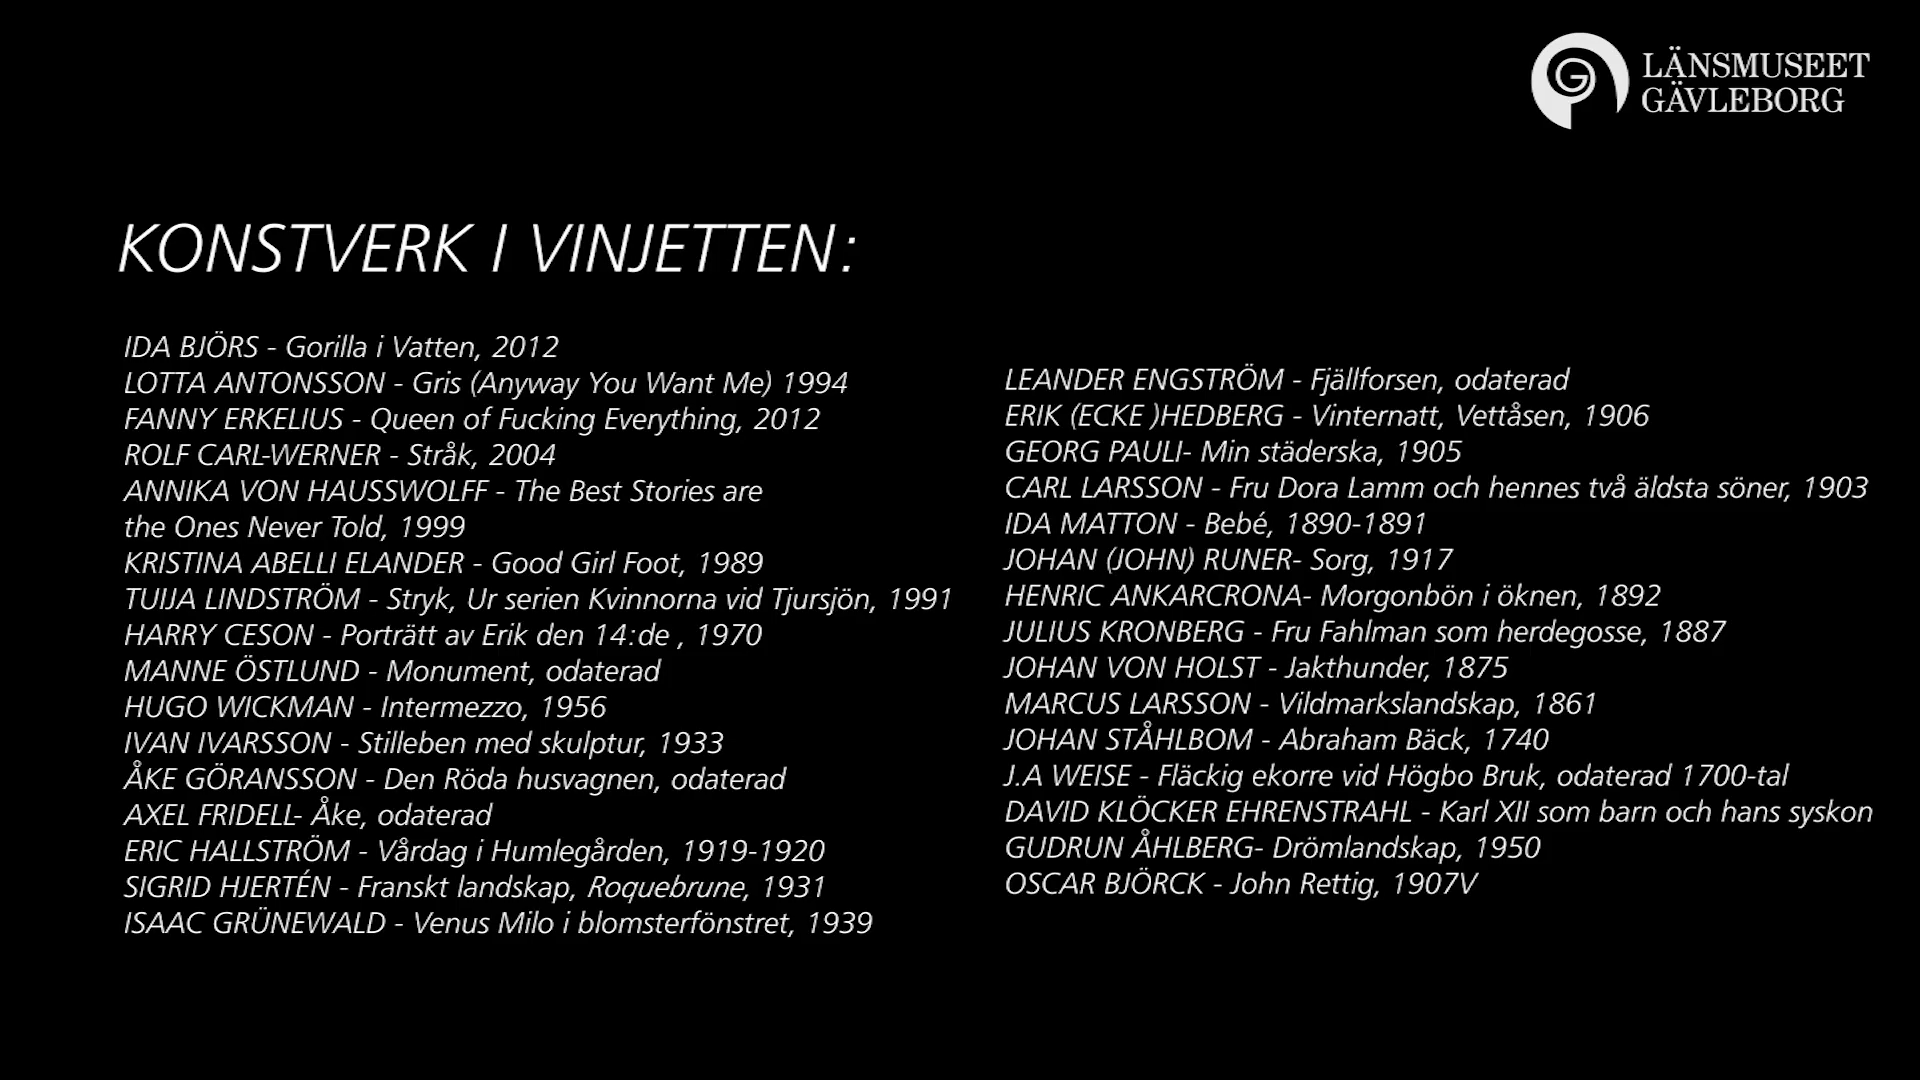 LÄNSMUSEET
GÄVLEBORG
KONSTVERK I VINJETTEN:
IDA BJÖRS - Gorilla i Vatten, 2012
LOTTA ANTONSSON - Gris (Anyway You Want Me) 1994
FANNY ERKELIUS - Queen of Fucking Everything, 2012
ROLF CARL-WERNER - Stråk, 2004
ANNIKA VON HAUSSWOLFF - The Best Stories are
the Ones Never Told, 1999
KRISTINA ABELLI ELANDER - Good Girl Foot, 1989
TUIJA LINDSTRÖM - Stryk, Ur serien Kvinnorna vid Tjursjön, 1991
HARRY CESON - Porträtt av Erik den 14:de , 1970
MANNE ÖSTLUND - Monument, odaterad
HUGO WICKMAN - Intermezzo, 1956
IVAN IVARSSON - Stilleben med skulptur, 1933
ÅKE GÖRANSSON - Den Röda husvagnen, odaterad
AXEL FRIDELL- Åke, odaterad
ERIC HALLSTRÖM - Vårdag i Humlegården, 1919-1920
SIGRID HJERTÉN - Franskt landskap, Roquebrune, 1931
ISAAC GRÜNEWALD - Venus Milo i blomsterfönstret, 1939
LEANDER ENGSTRÖM - Fjällforsen, odaterad
ERIK (ECKE )HEDBERG - Vinternatt, Vettåsen, 1906
GEORG PAULI- Min städerska, 1905
CARL LARSSON - Fru Dora Lamm och hennes två äldsta söner, 1903
IDA MATTON - Bebé, 1890-1891
JOHAN (JOHN) RUNER- Sorg, 1917
HENRIC ANKARCRONA- Morgonbön i öknen, 1892
JULIUS KRONBERG - Fru Fahlman som herdegosse, 1887
JOHAN VON HOLST - Jakthunder, 1875
MARCUS LARSSON - Vildmarkslandskap, 1861
JOHAN STÅHLBOM - Abraham Bäck, 1740
J.A WEISE - Fläckig ekorre vid Högbo Bruk, odaterad 1700-tal
DAVID KLÖCKER EHRENSTRAHL - Karl XII som barn och hans syskon
GUDRUN ÅHLBERG- Drömlandskap, 1950
OSCAR BJÖRCK - John Rettig, 1907V